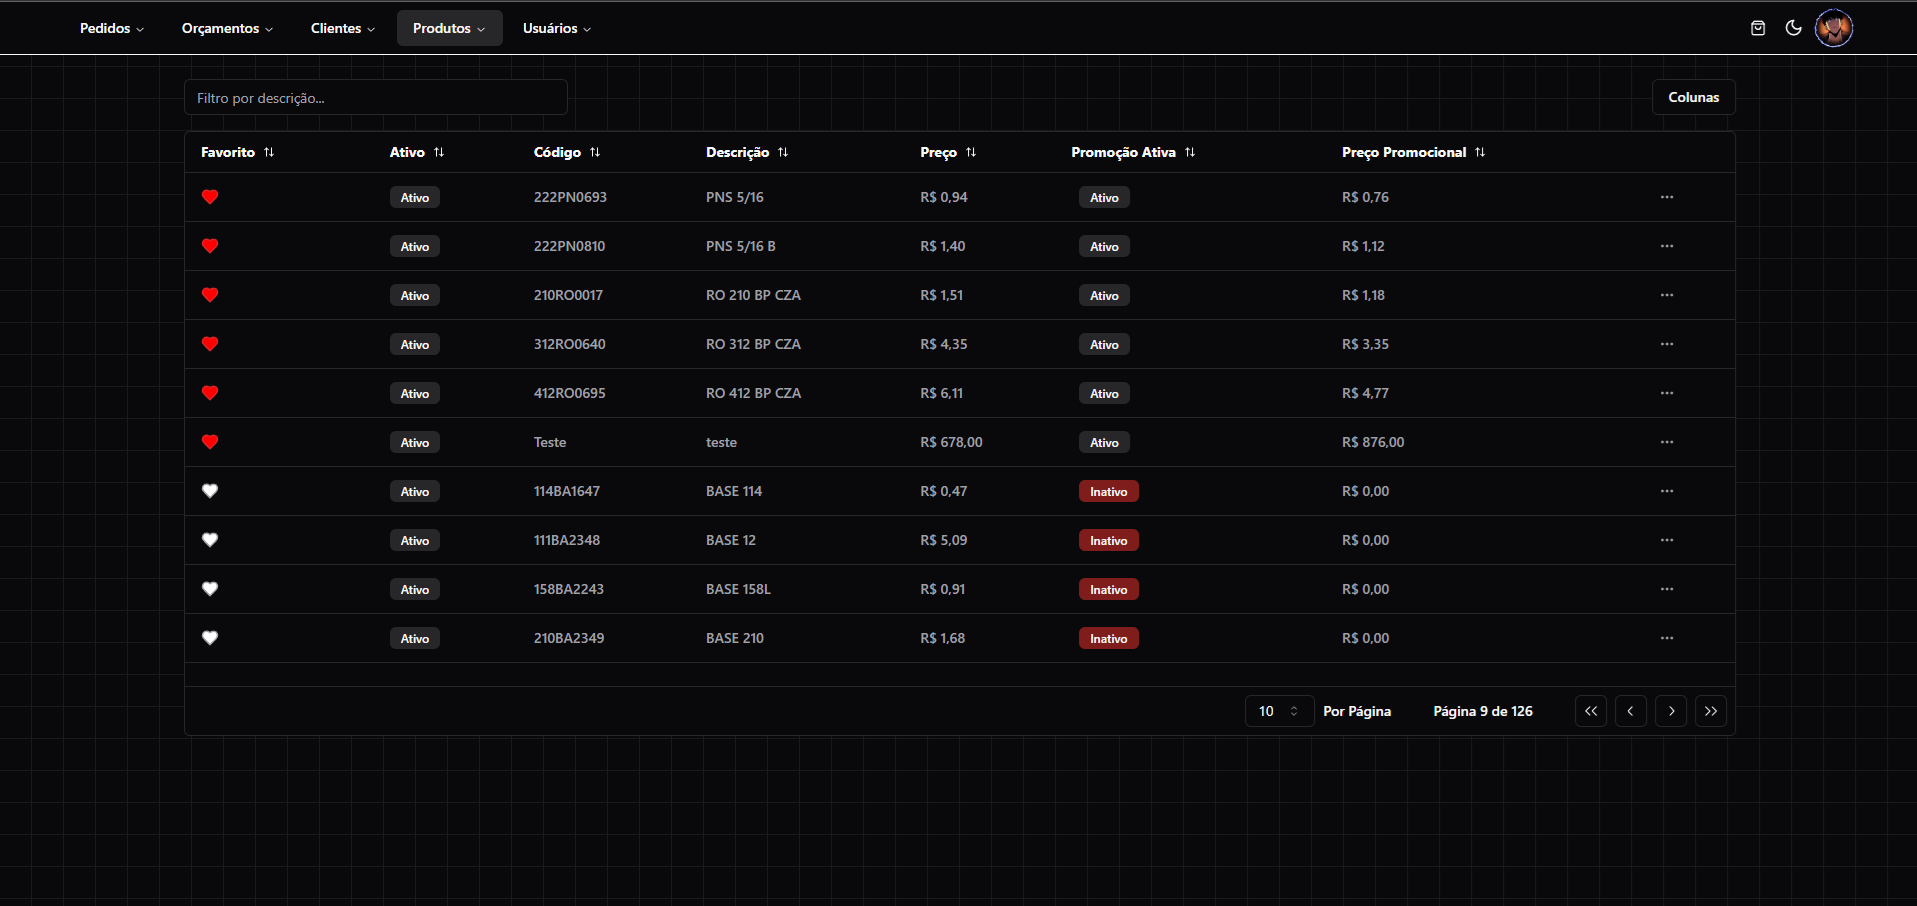 Pedidos Orçamentos Clientes Produtos Usuários
Filtro por descrição... Colunas
Favorito Ativo Código Descrição Preço Promoção Ativa Preço Promocional
Ativo 222PN0693 PNS 5/16 R$ 0,94 Ativo R$ 0,76 ...
Ativo 222PN0810 PNS 5/16 B R$ 1,40 Ativo R$ 1,12 ...
Ativo 210RO0017 RO 210 BP CZA R$ 1,51 Ativo R$ 1,18 ...
Ativo 312RO0640 RO 312 BP CZA R$ 4,35 Ativo R$ 3,35 ...
Ativo 412RO0695 RO 412 BP CZA R$ 6,11 Ativo R$ 4,77 ...
Ativo Teste teste R$ 678,00 Ativo R$ 876,00 ...
Ativo 114BA1647 BASE 114 R$ 0,47 Inativo R$ 0,00 ...
Ativo 111BA2348 BASE 12 R$ 5,09 Inativo R$ 0,00 ...
Ativo 158BA2243 BASE 158L R$ 0,91 Inativo R$ 0,00 ...
Ativo 210BA2349 BASE 210 R$ 1,68 Inativo R$ 0,00 ...
10 Por Página Página 9 de 126